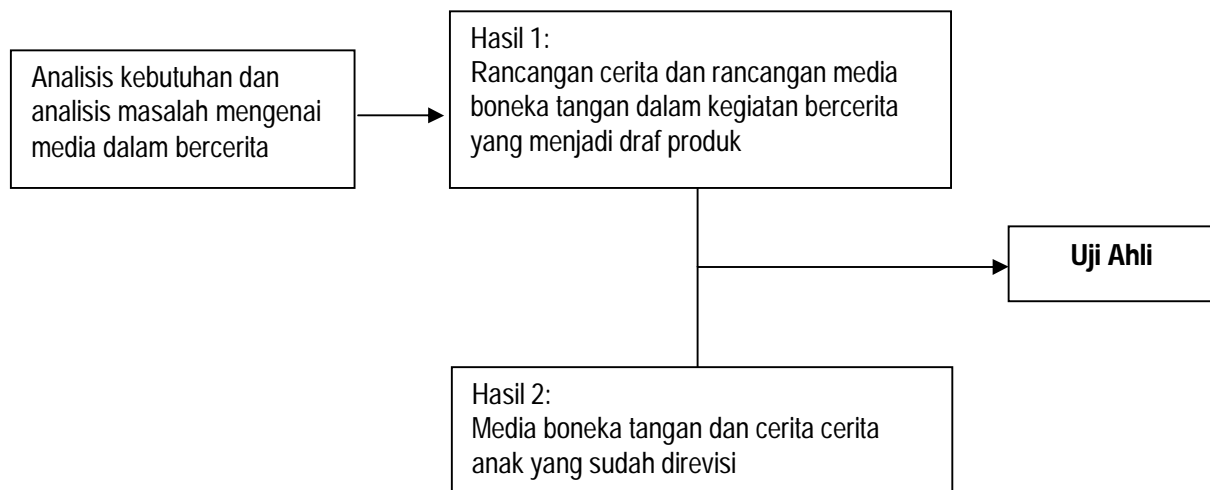 Analisis kebutuhan dan
analisis masalah mengenai
media dalam bercerita
Hasil 1:
Rancangan cerita dan rancangan media
boneka tangan dalam kegiatan bercerita
yang menjadi draf produk
Uji Ahli
Hasil 2:
Media boneka tangan dan cerita cerita
anak yang sudah direvisi